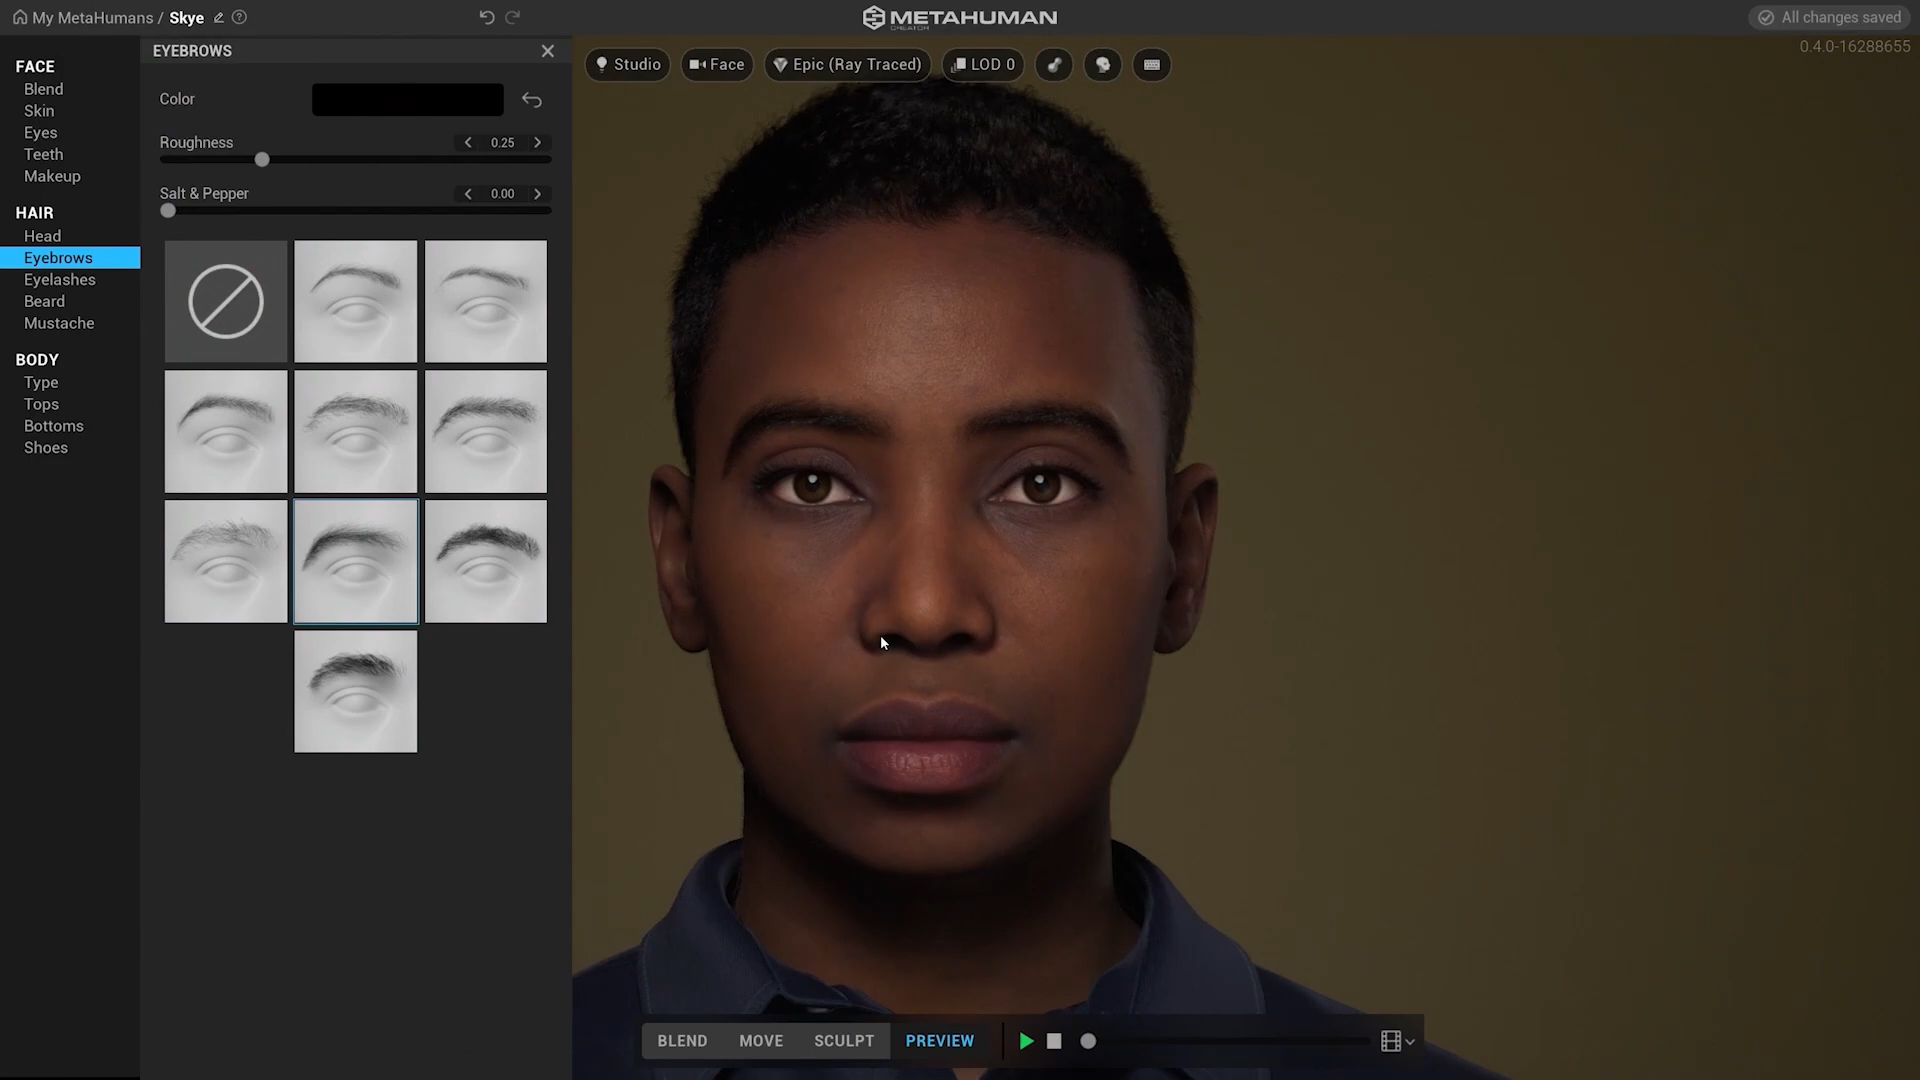 My MetaHumans / Skye
METAHUMAN
CREATOR
All changes saved
0.4.0-16288655
FACE
Blend
Skin
Eyes
Teeth
Makeup
HAIR
Head
Eyebrows
Eyelashes
Beard
Mustache
BODY
Type
Tops
Bottoms
Shoes
EYEBROWS
Color
Roughness
0.25
Salt & Pepper
0.00
Studio
Face
Epic (Ray Traced)
LOD 0
BLEND
MOVE
SCULPT
PREVIEW